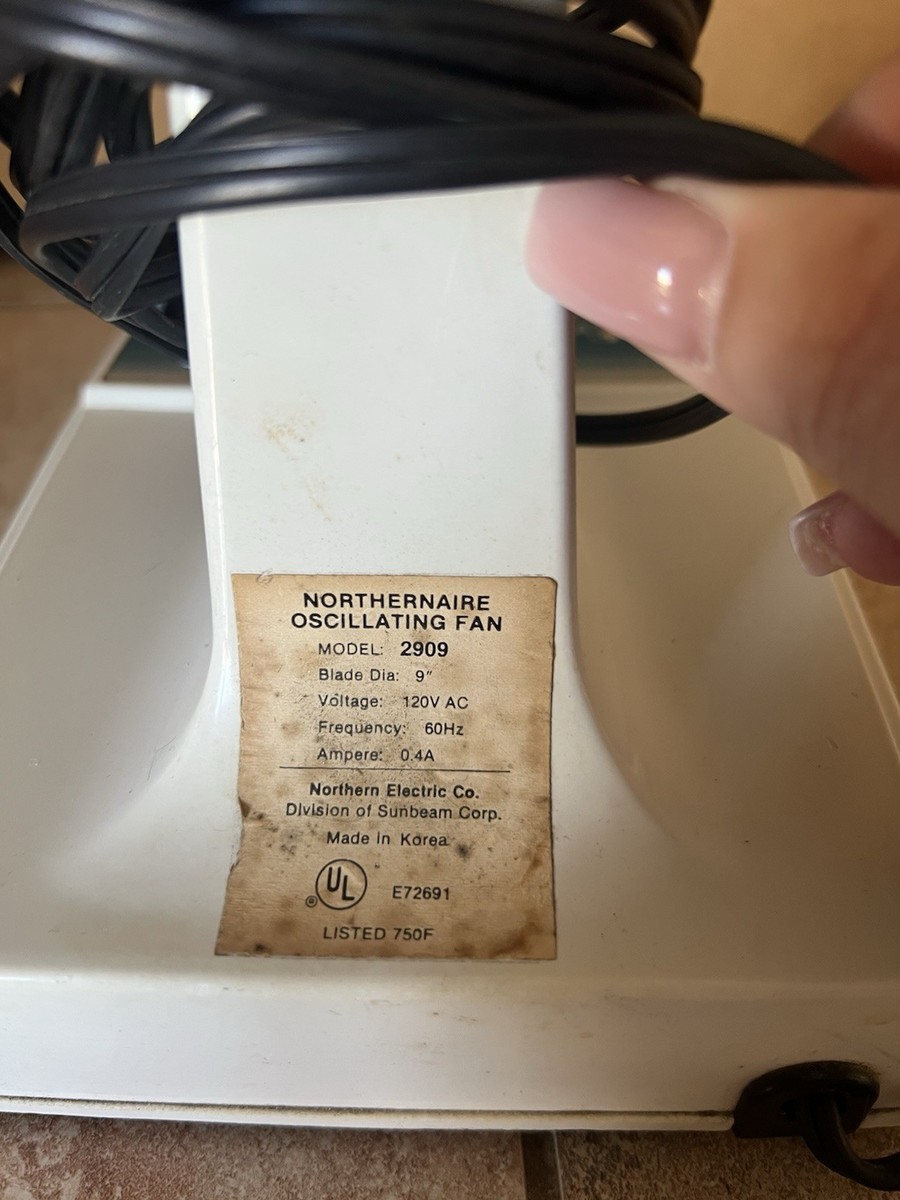 NORTHERNAIRE
OSCILLATING FAN
MODEL: 2909
Blade Dia: 9"
Voltage: 120V AC
Frequency: 60Hz
Ampere: 0.4A
Northern Electric Co.
Division of Sunbeam Corp.
Made in Korea
UL
® E72691
LISTED 750F